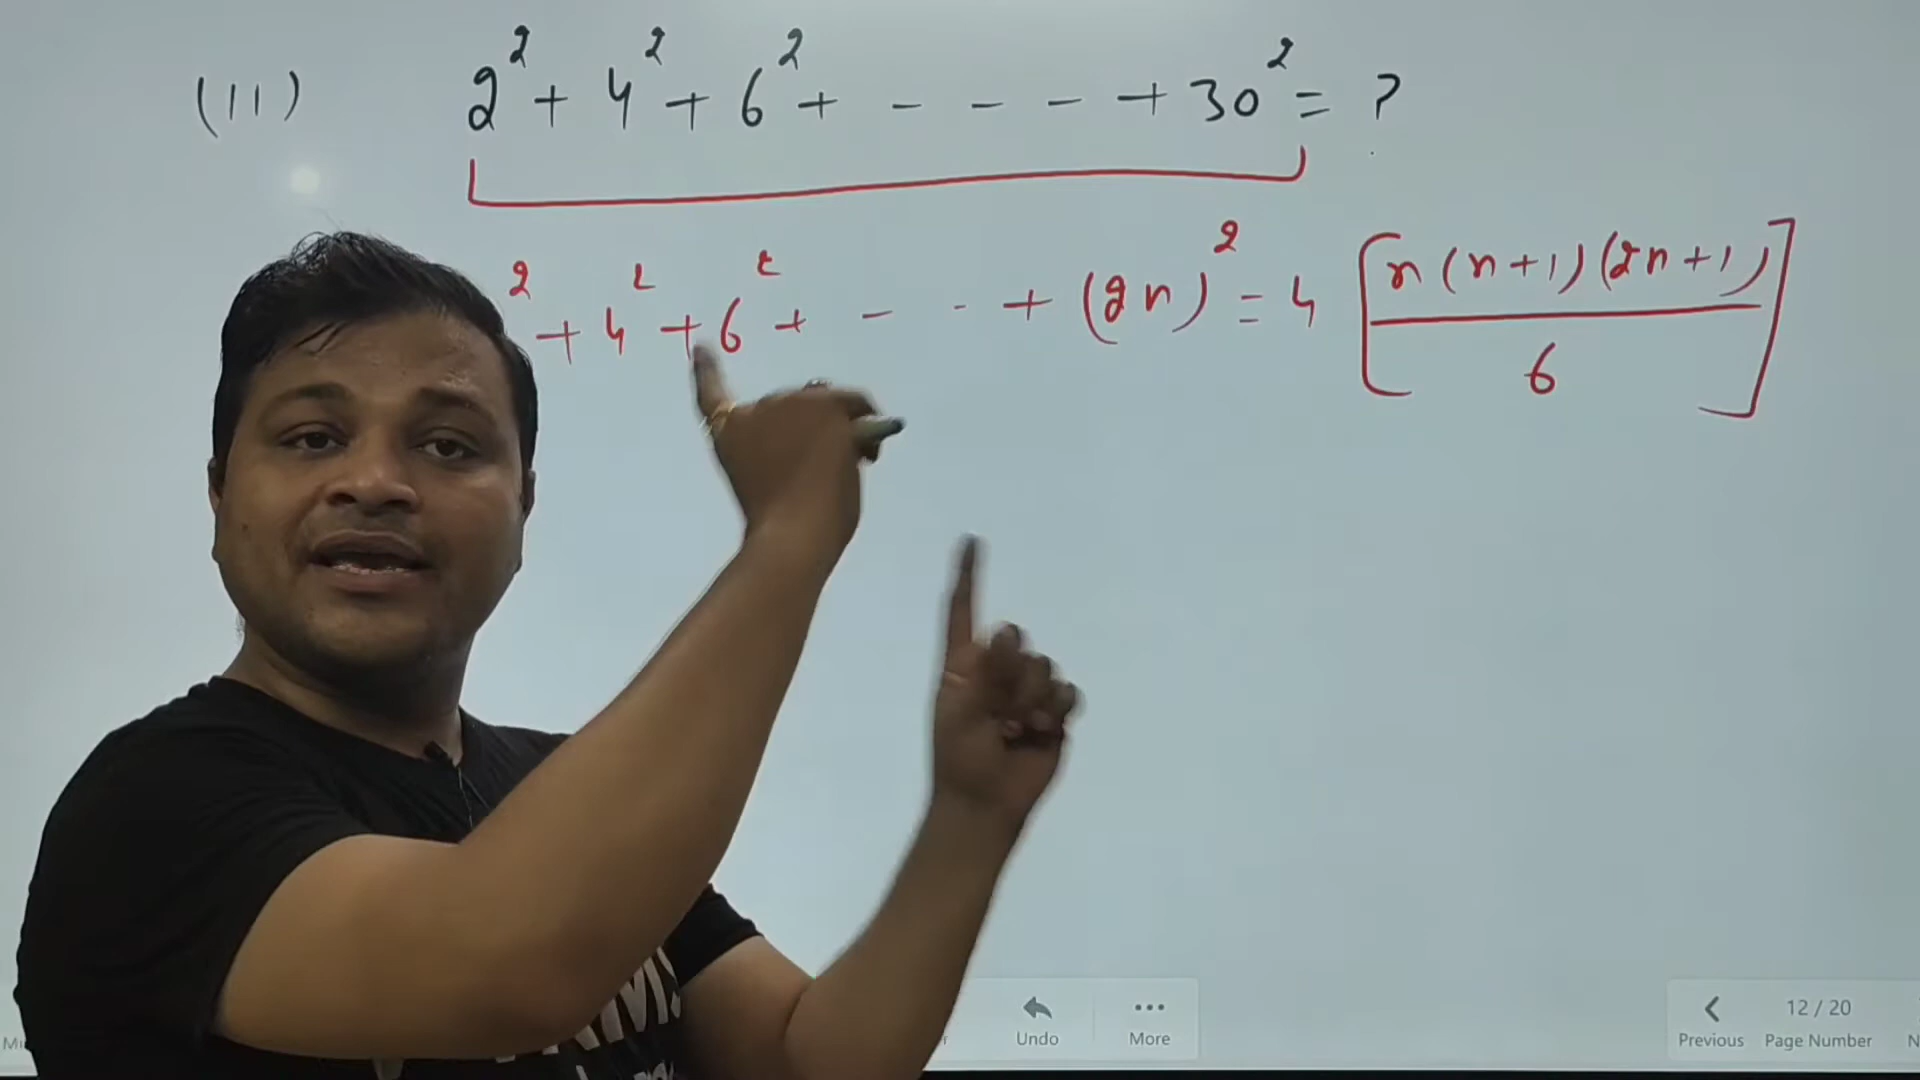 (11) 2² + 4² + 6² + - - - + 30² = ?
² + 4² + 6² + - - + (2n)² = 4 [n(n+1)(2n+1)/6]
Undo
More
Previous
12 / 20
Page Number